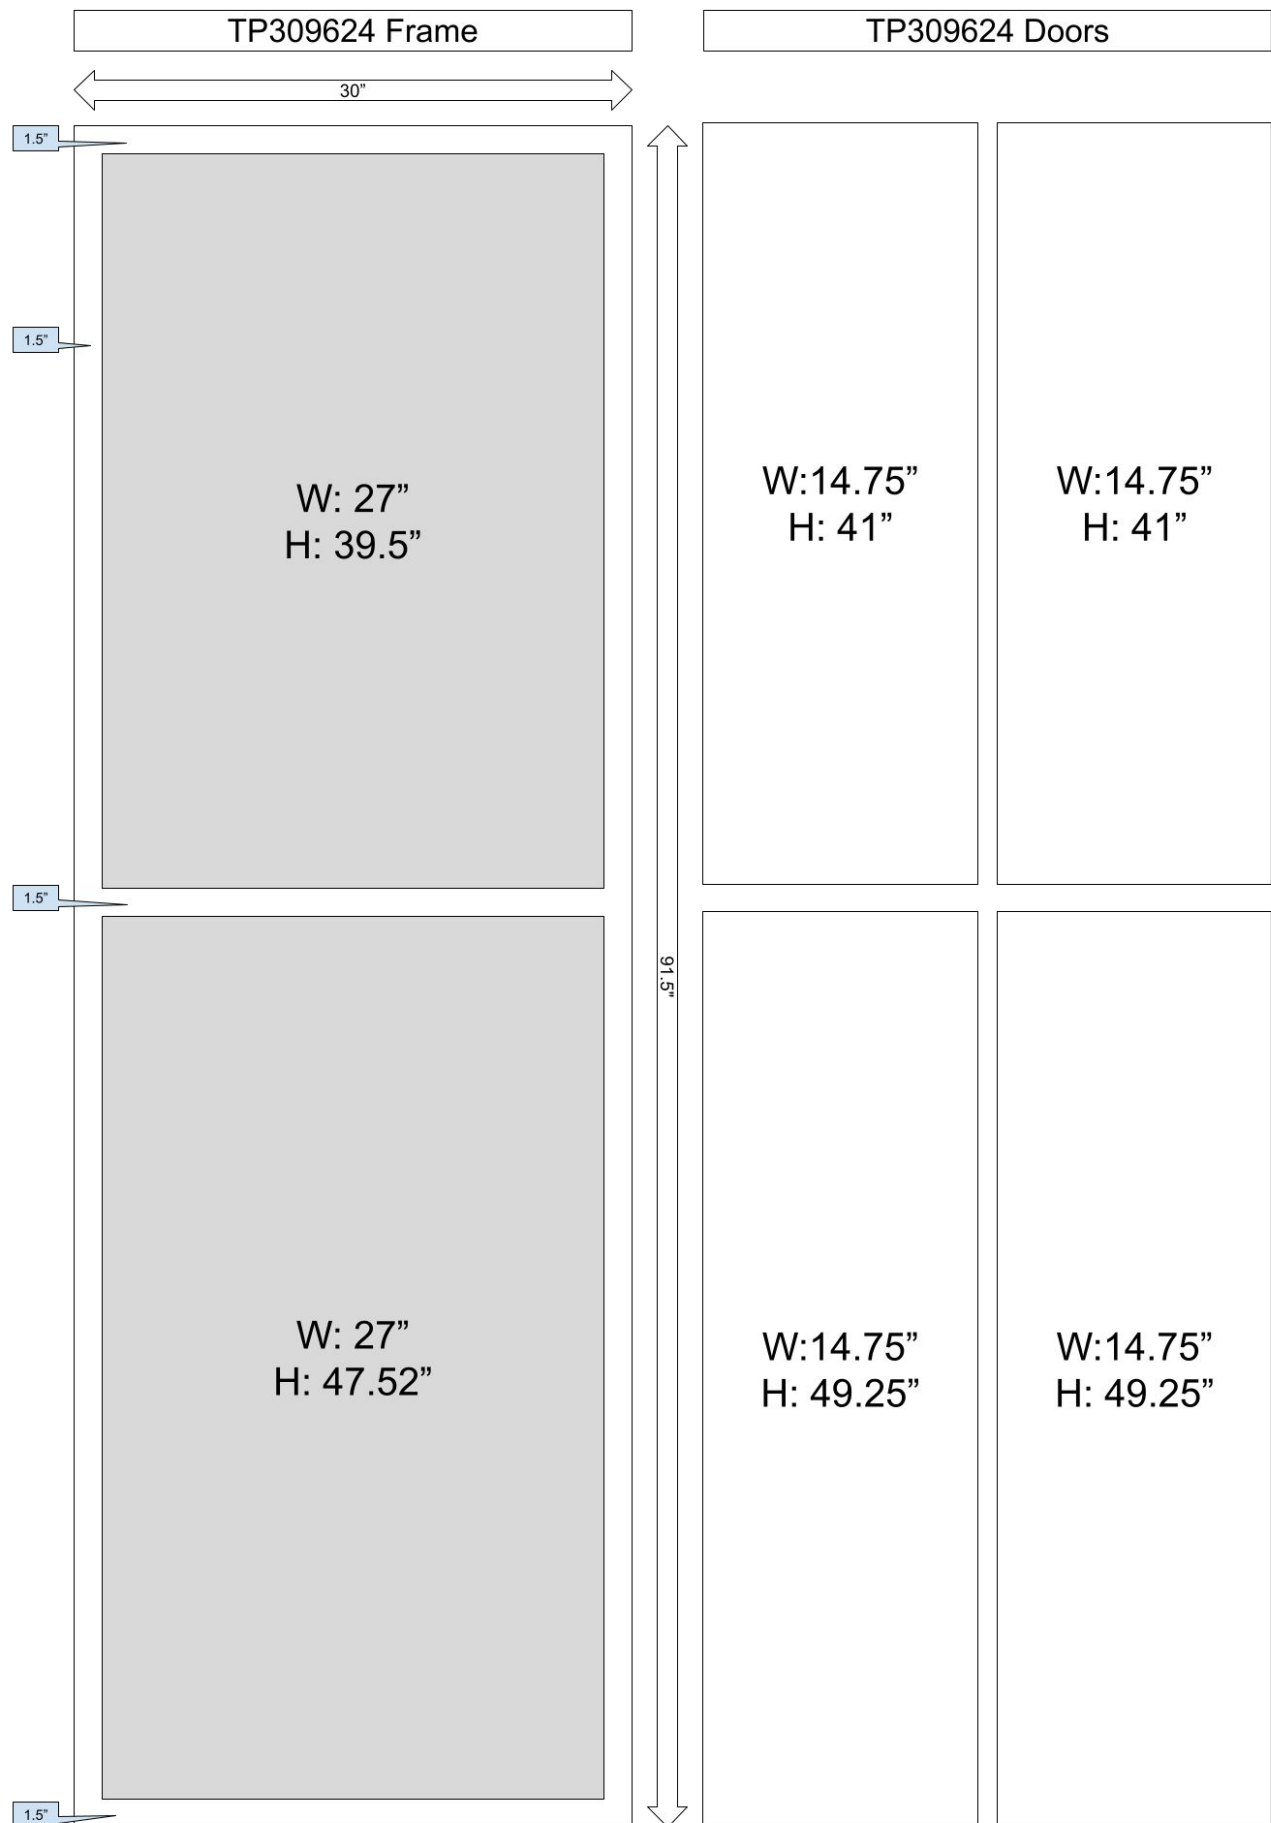 TP309624 Frame
TP309624 Doors
30”
1.5”
1.5”
W: 27”
H: 39.5”
W:14.75”
H: 41”
W:14.75”
H: 41”
1.5”
91.5"
W: 27”
H: 47.52”
W:14.75”
H: 49.25”
W:14.75”
H: 49.25”
1.5”